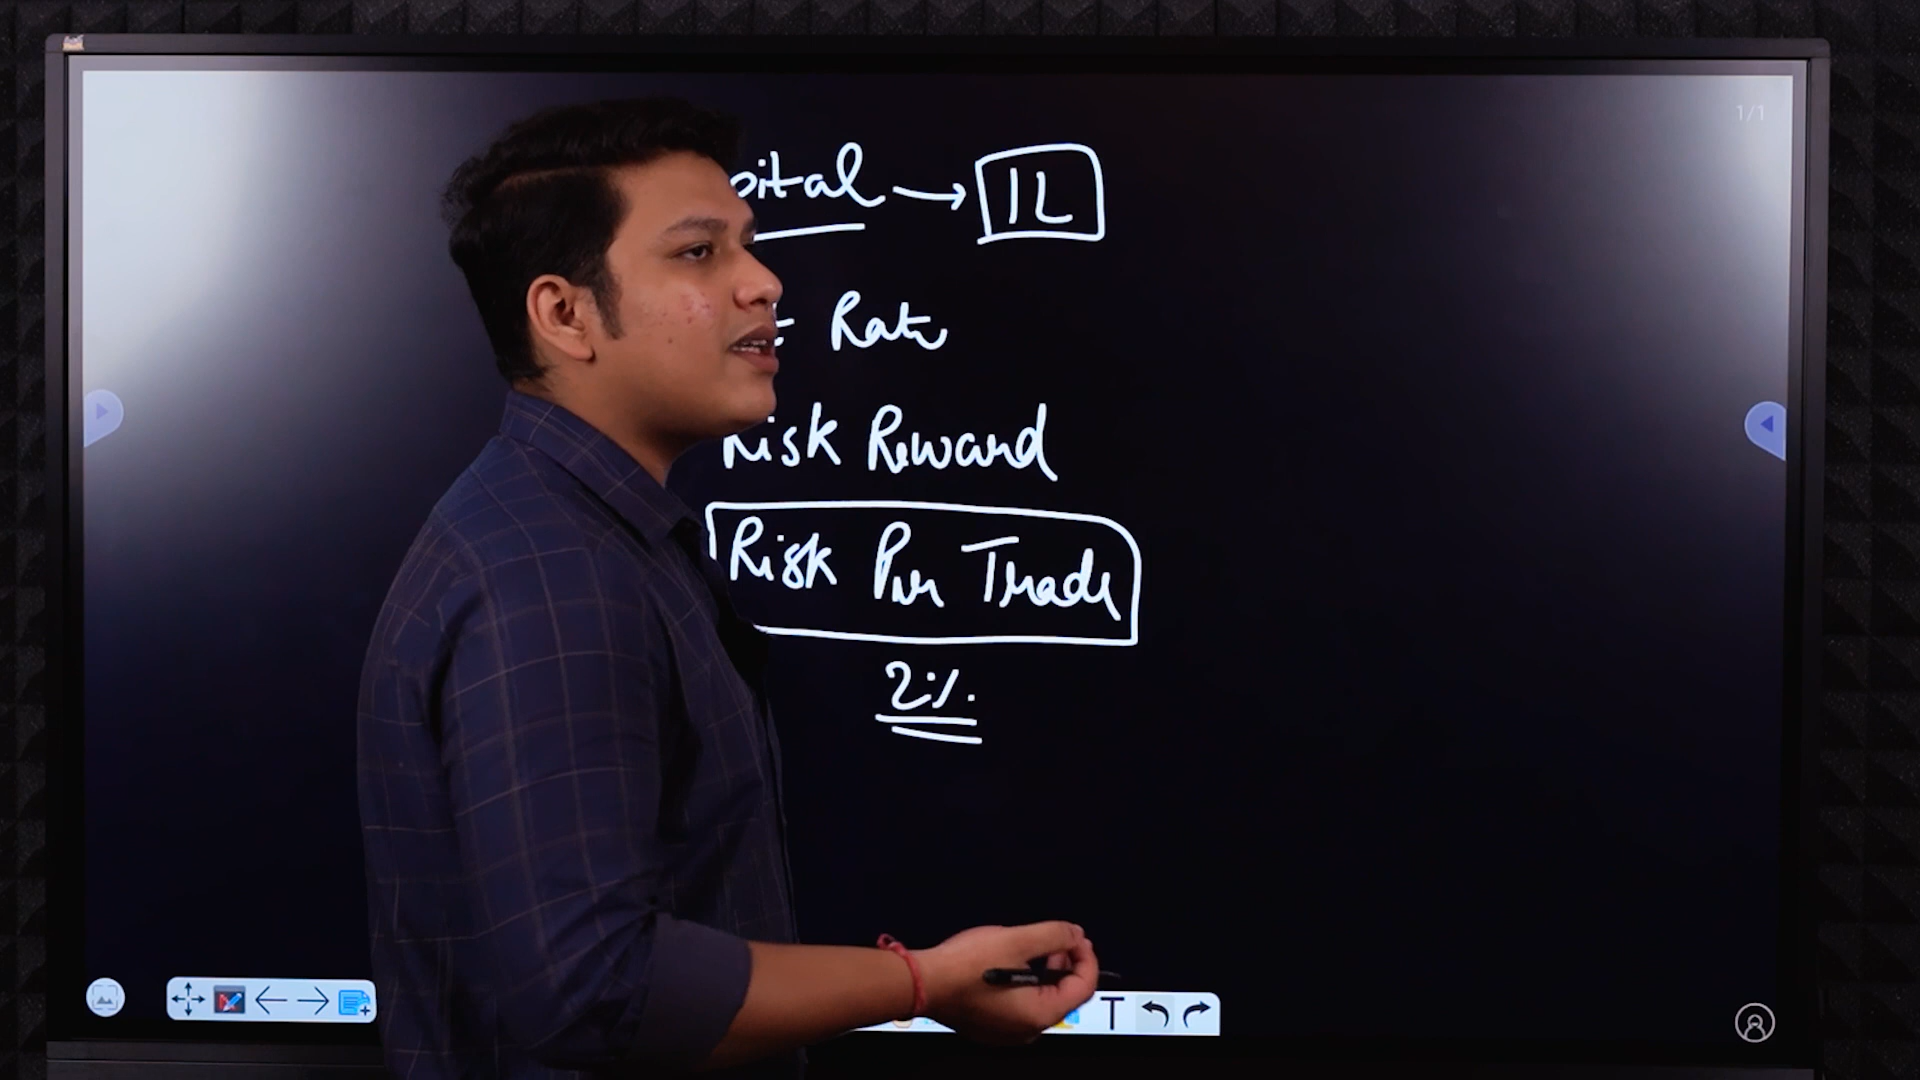 1/1
pital → 1L
t Rate
Risk Reward
Risk Per Trade
2%
T